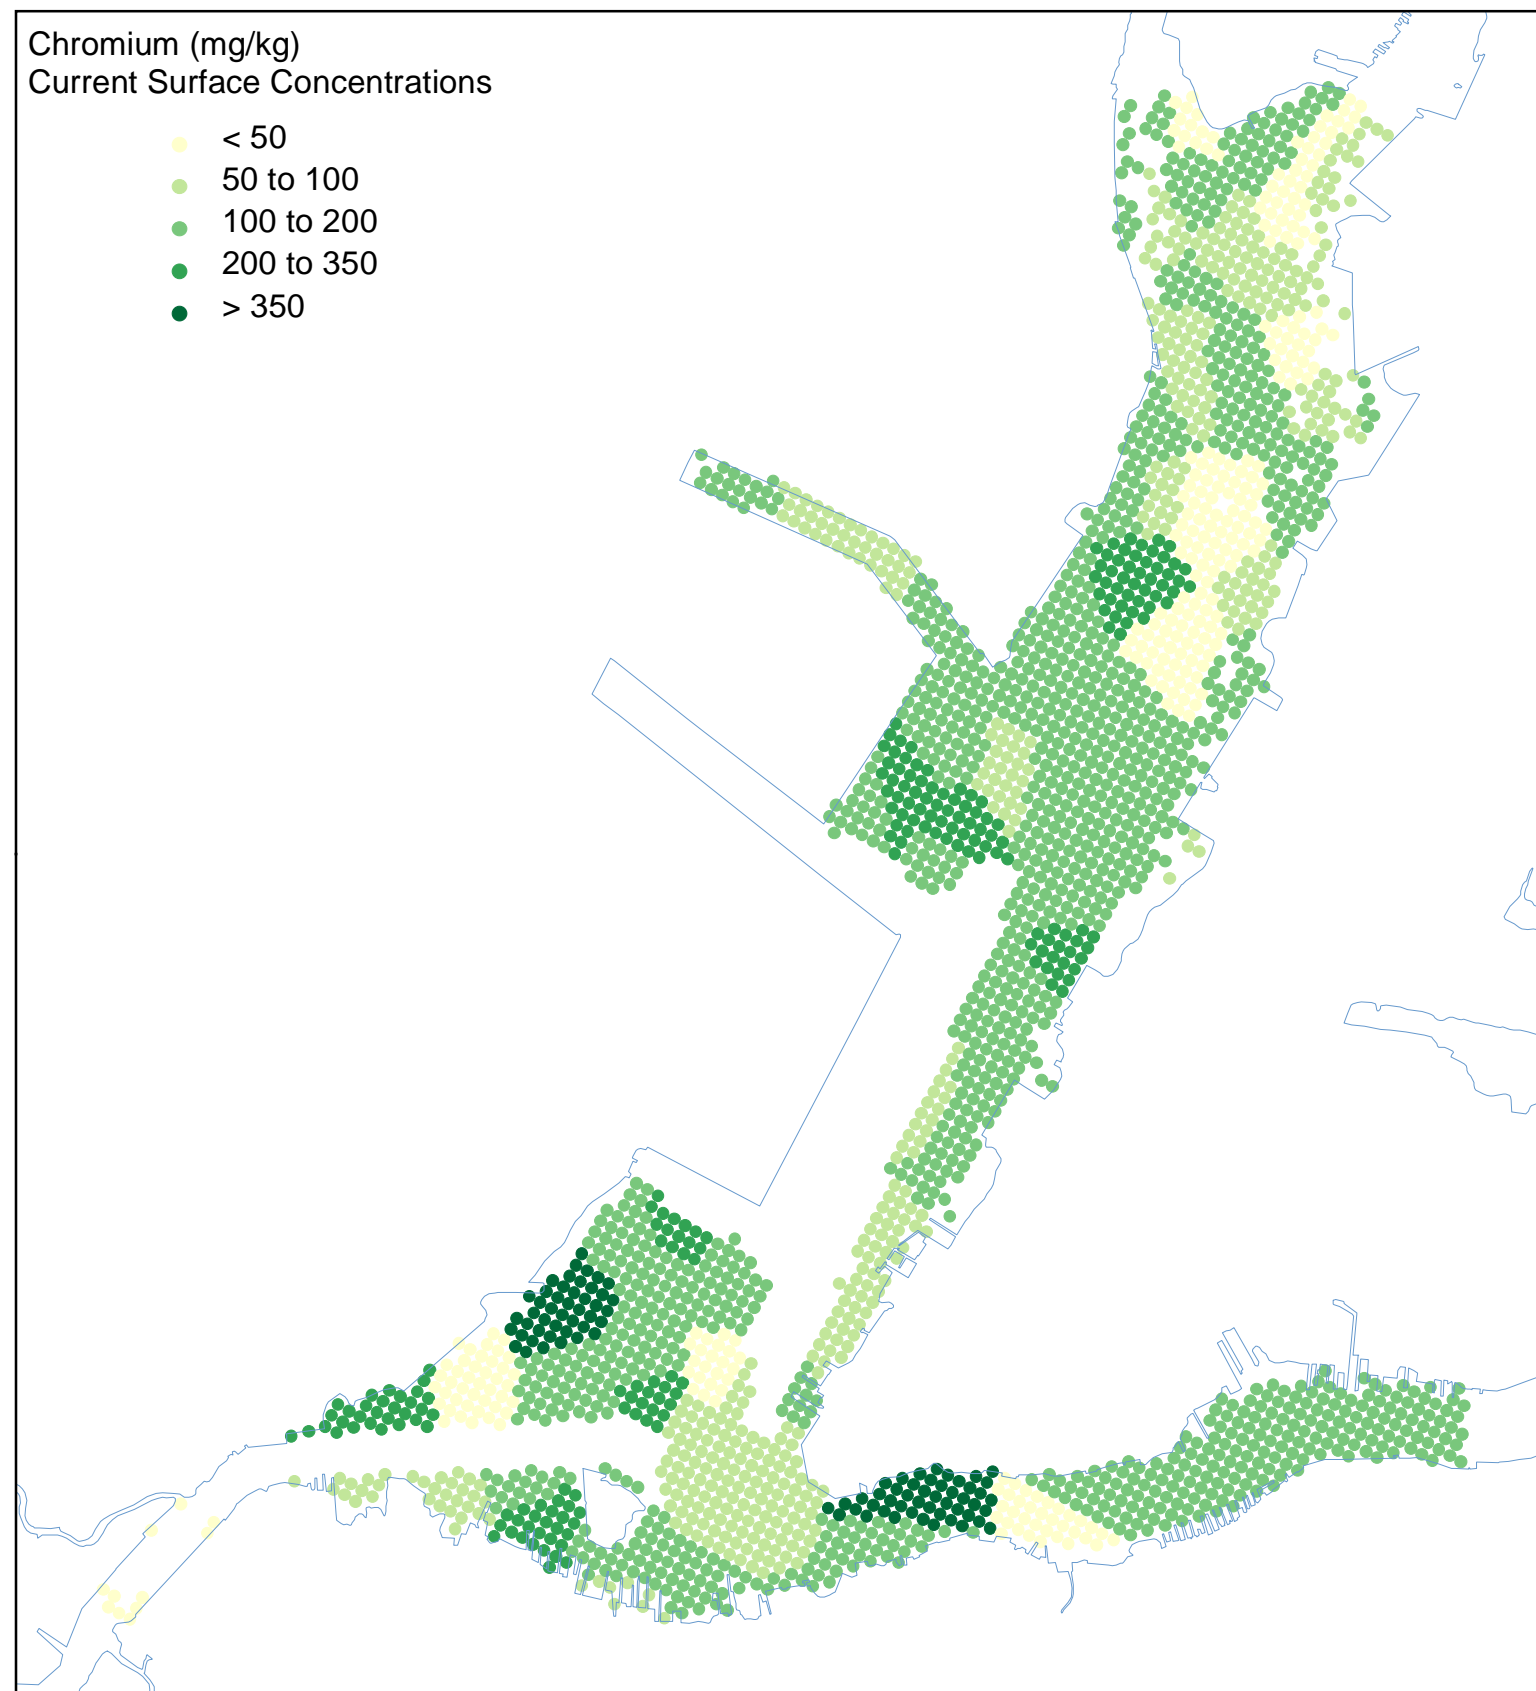 Chromium (mg/kg)
Current Surface Concentrations
< 50
50 to 100
100 to 200
200 to 350
> 350